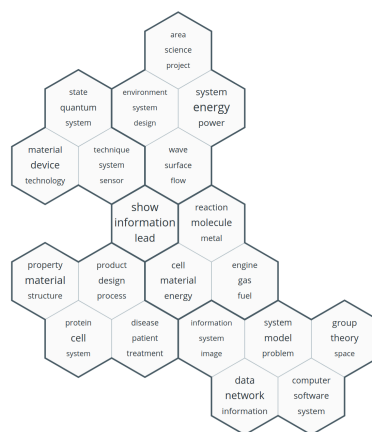 area
science
project
state
quantum
system
environment
system
design
system
energy
power
material
device
technology
technique
system
sensor
wave
surface
flow
show
information
lead
reaction
molecule
metal
property
material
structure
product
design
process
cell
material
energy
engine
gas
fuel
protein
cell
system
disease
patient
treatment
information
system
image
system
model
problem
group
theory
space
data
network
information
computer
software
system